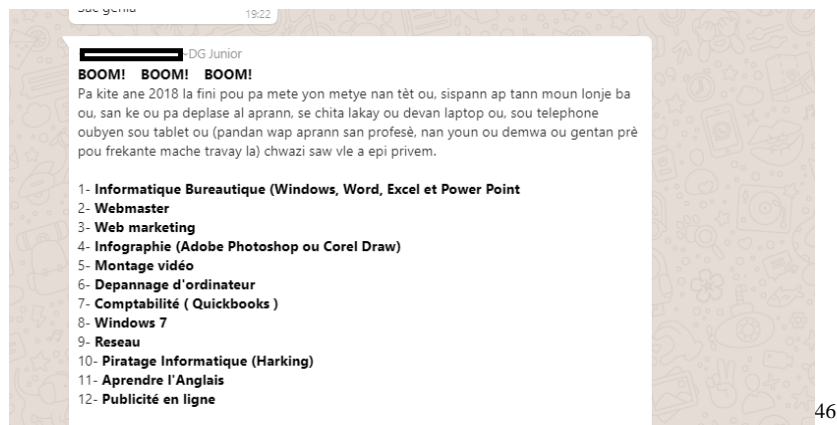 19:22
~DG Junior
BOOM! BOOM! BOOM!
Pa kite ane 2018 la fini pou pa mete yon metye nan tèt ou, sispann ap tann moun lonje ba
ou, san ke ou pa deplase al aprann, se chita lakay ou devan laptop ou, sou telephone
oubyen sou tablet ou (pandan wap aprann san profesè, nan youn ou demwa ou gentan prè
pou frekante mache travay la) chwazi saw vle a epi privem.
1- Informatique Bureautique (Windows, Word, Excel et Power Point
2- Webmaster
3- Web marketing
4- Infographie (Adobe Photoshop ou Corel Draw)
5- Montage vidéo
6- Depannage d'ordinateur
7- Comptabilité ( Quickbooks )
8- Windows 7
9- Reseau
10- Piratage Informatique (Harking)
11- Aprendre l'Anglais
12- Publicité en ligne
46